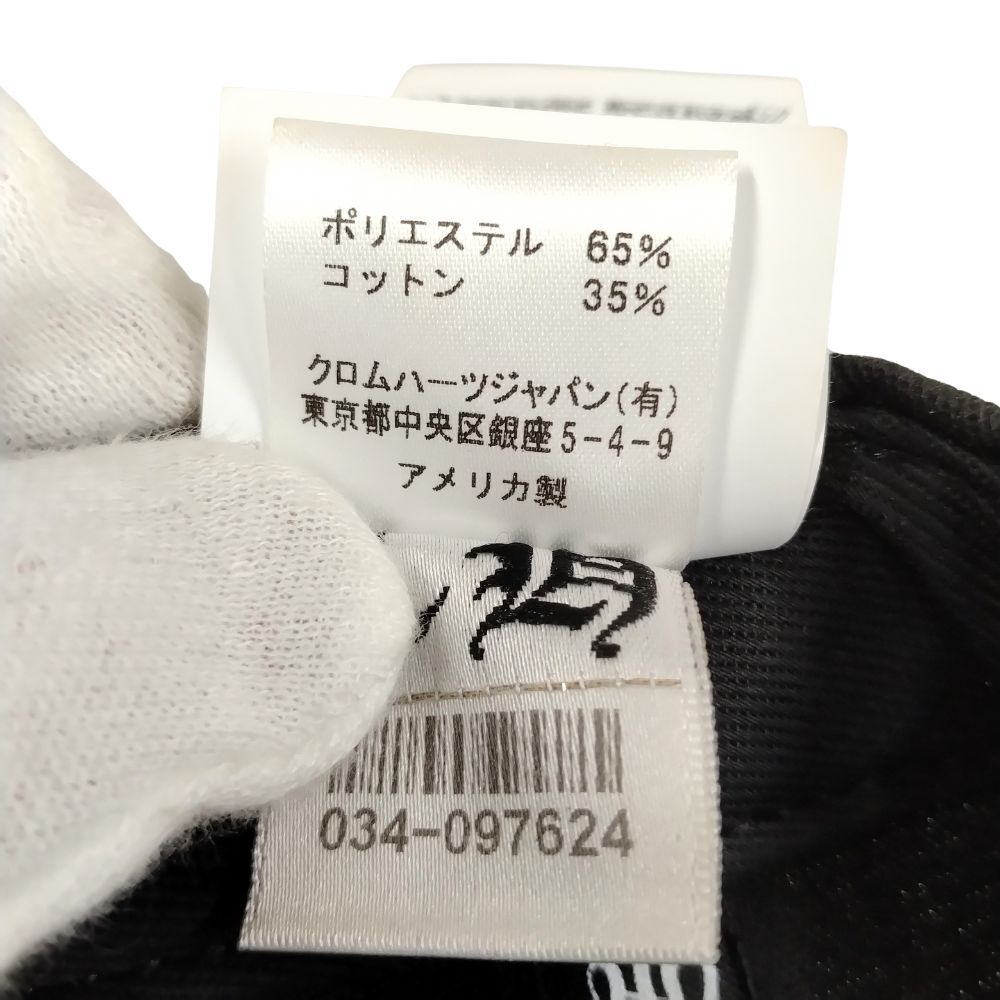 ポリエステル 65%
コットン 35%
クロムハーツジャパン(有)
東京都中央区銀座5-4-9
アメリカ製
034-097624